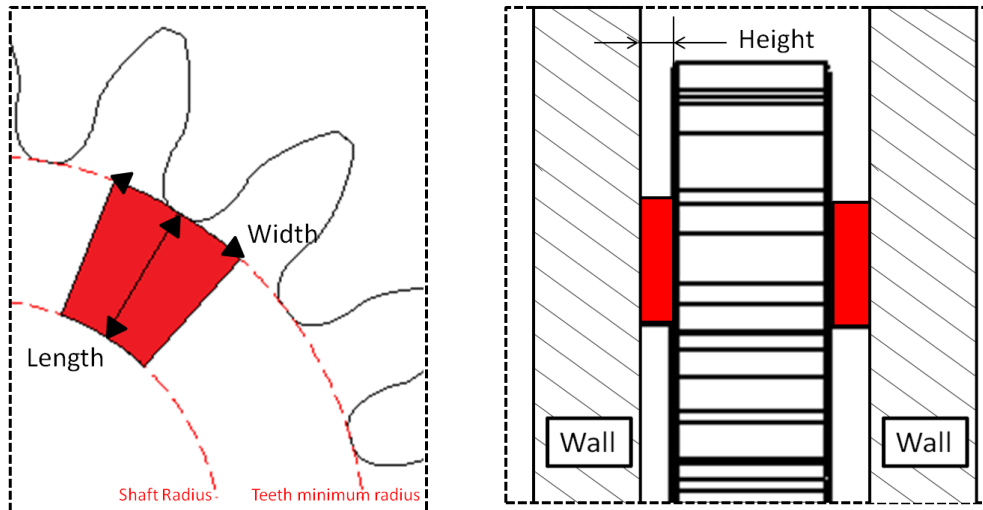 Width
Length
Shaft Radius
Teeth minimum radius
Height
Wall
Wall